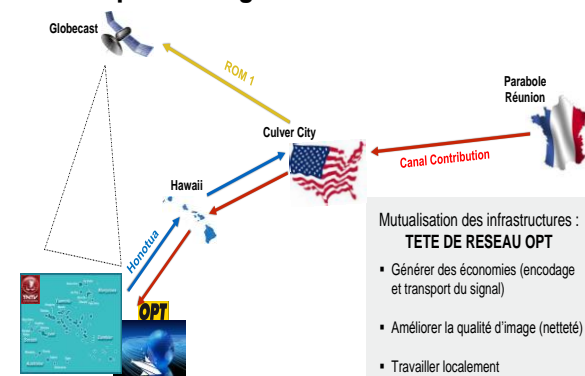 Globecast
ROM 1
Parabole
Réunion
Culver City
Canal Contribution
Hawaii
Honotua
Mutualisation des infrastructures :
TETE DE RESEAU OPT
▪ Générer des économies (encodage
et transport du signal)
▪ Améliorer la qualité d'image (netteté)
▪ Travailler localement
TNTV
OPT